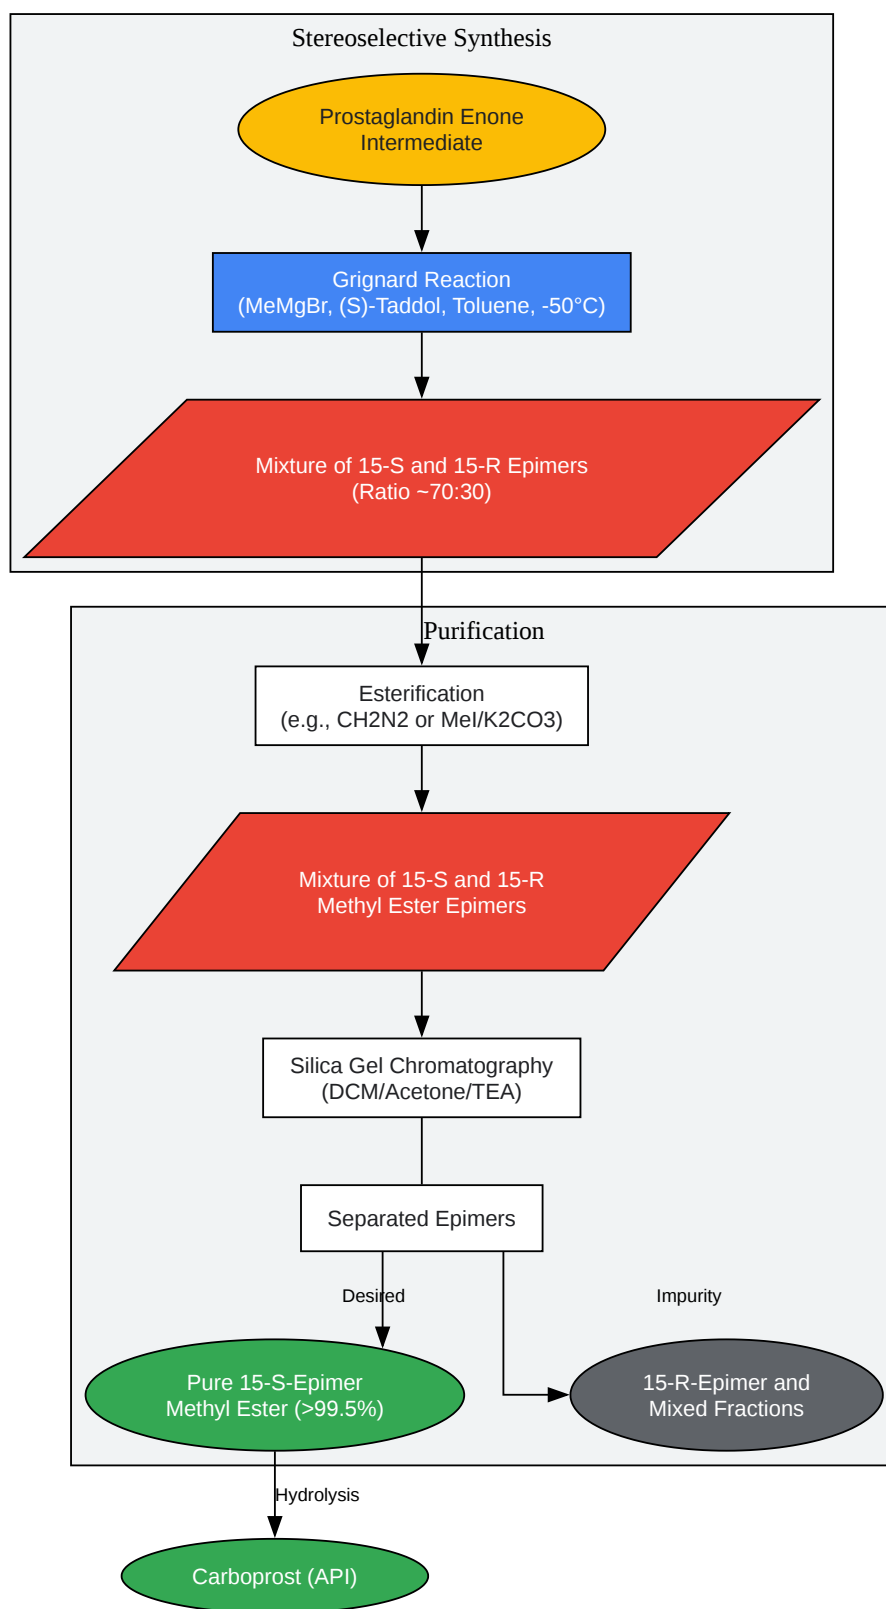 Stereoselective Synthesis
Prostaglandin Enone
Intermediate
Grignard Reaction
(MeMgBr, (S)-Taddol, Toluene, -50°C)
Mixture of 15-S and 15-R Epimers
(Ratio ~70:30)
Purification
Esterification
(e.g., CH2N2 or MeI/K2CO3)
Mixture of 15-S and 15-R
Methyl Ester Epimers
Silica Gel Chromatography
(DCM/Acetone/TEA)
Separated Epimers
Desired
Impurity
Pure 15-S-Epimer
Methyl Ester (>99.5%)
15-R-Epimer and
Mixed Fractions
Hydrolysis
Carboprost (API)